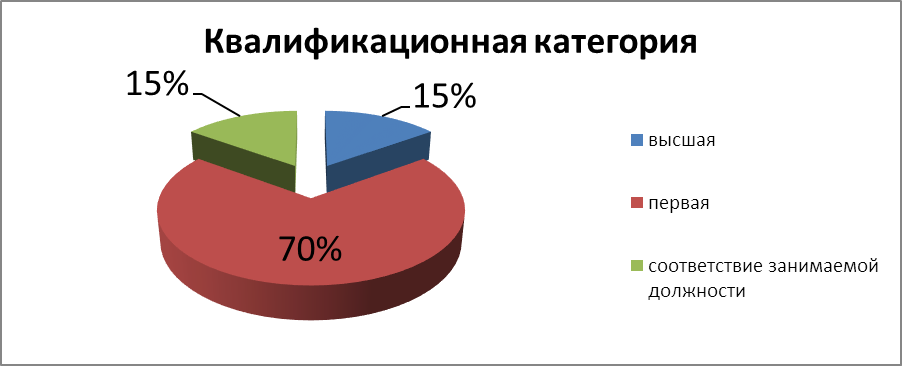 Квалификационная категория
15%
15%
70%
высшая
первая
соответствие занимаемой
должности